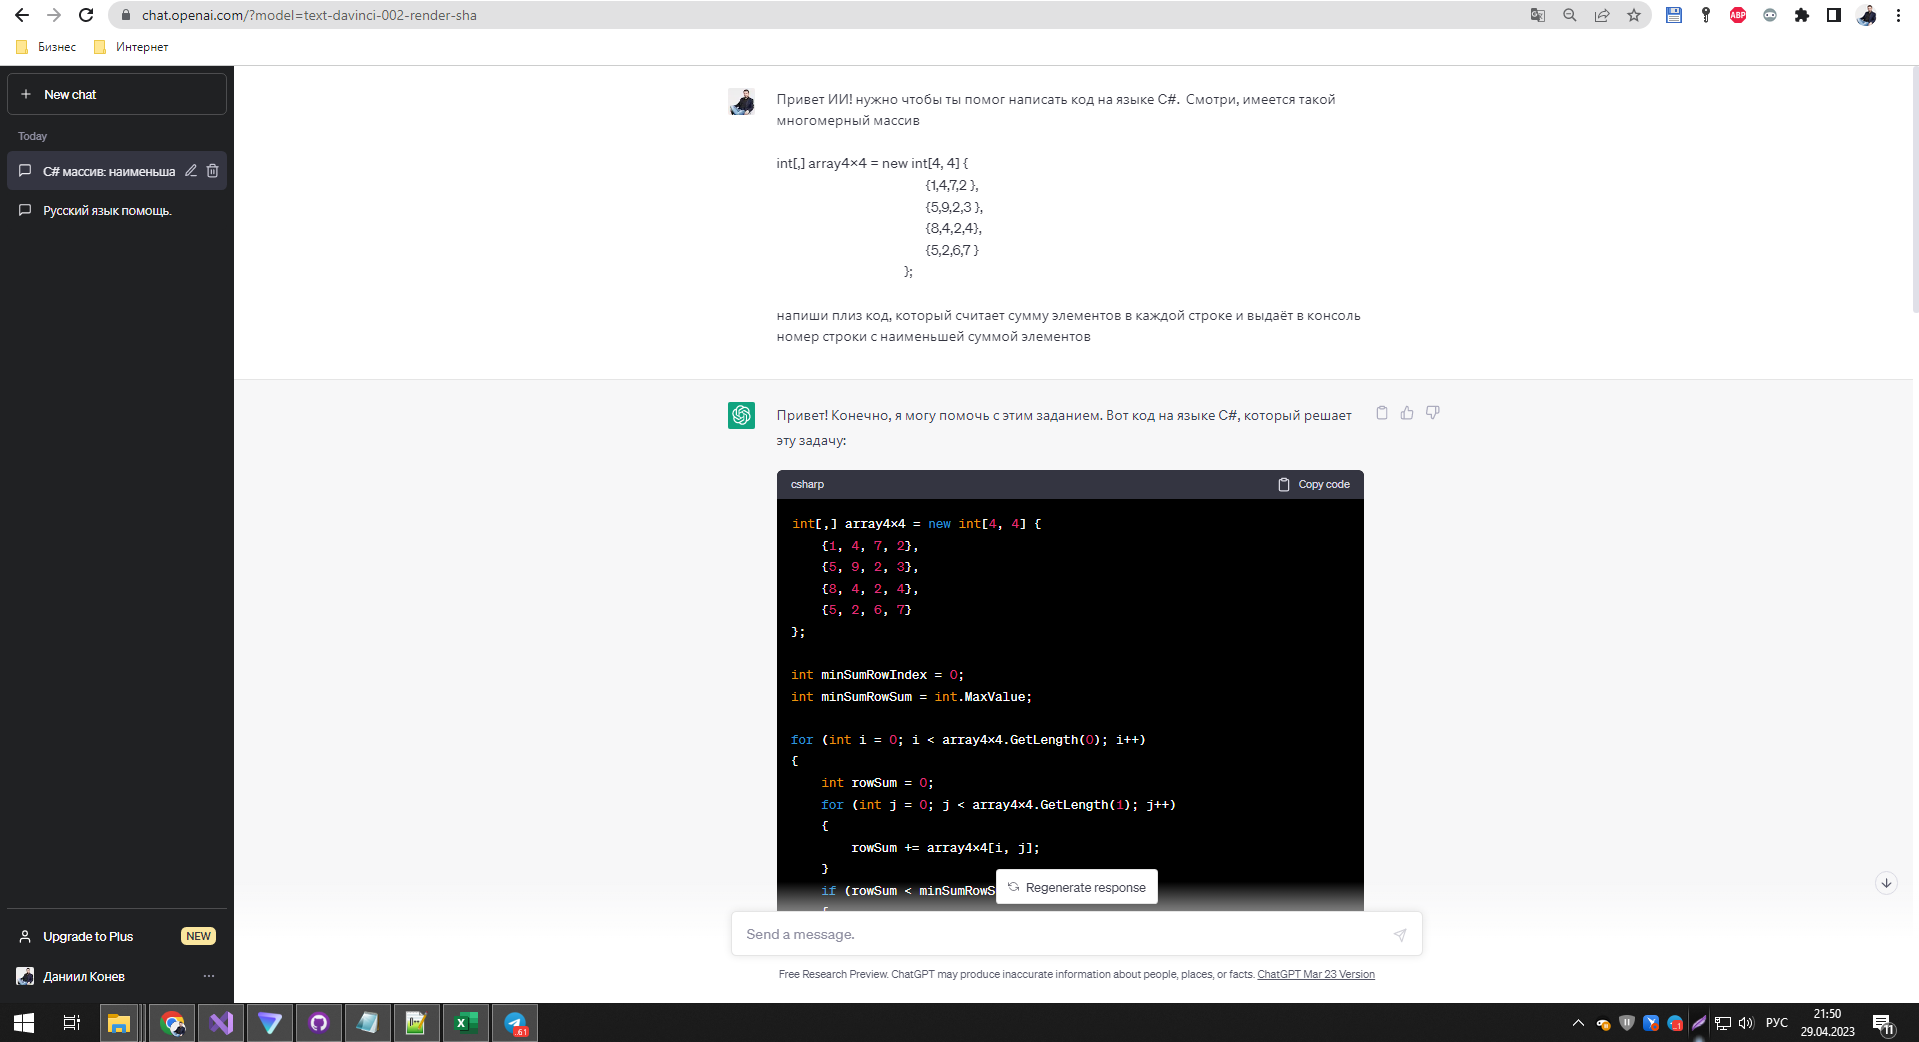 chat.openai.com/?model=text-davinci-002-render-sha
ABP
Бизнес
Интернет
New chat
Today
C# массив: наименьша
Русский язык помощь.
Привет ИИ! нужно чтобы ты помог написать код на языке C#.  Смотри, имеется такой
многомерный массив
int[,] array4x4 = new int[4, 4] {
{1,4,7,2 },
{5,9,2,3 },
{8,4,2,4},
{5,2,6,7 }
};
напиши плиз код, который считает сумму элементов в каждой строке и выдаёт в консоль
номер строки с наименьшей суммой элементов
Привет! Конечно, я могу помочь с этим заданием. Вот код на языке C#, который решает
эту задачу:
csharp
Copy code
int[,] array4x4 = new int[4, 4] {
{1, 4, 7, 2},
{5, 9, 2, 3},
{8, 4, 2, 4},
{5, 2, 6, 7}
};
int minSumRowIndex = 0;
int minSumRowSum = int.MaxValue;
for (int i = 0; i < array4x4.GetLength(0); i++)
{
int rowSum = 0;
for (int j = 0; j < array4x4.GetLength(1); j++)
{
rowSum += array4x4[i, j];
}
if (rowSum < minSumRowS
Regenerate response
Send a message.
Free Research Preview. ChatGPT may produce inaccurate information about people, places, or facts. ChatGPT Mar 23 Version
Upgrade to Plus
NEW
Даниил Конев
61
РУС
21:50
29.04.2023
11